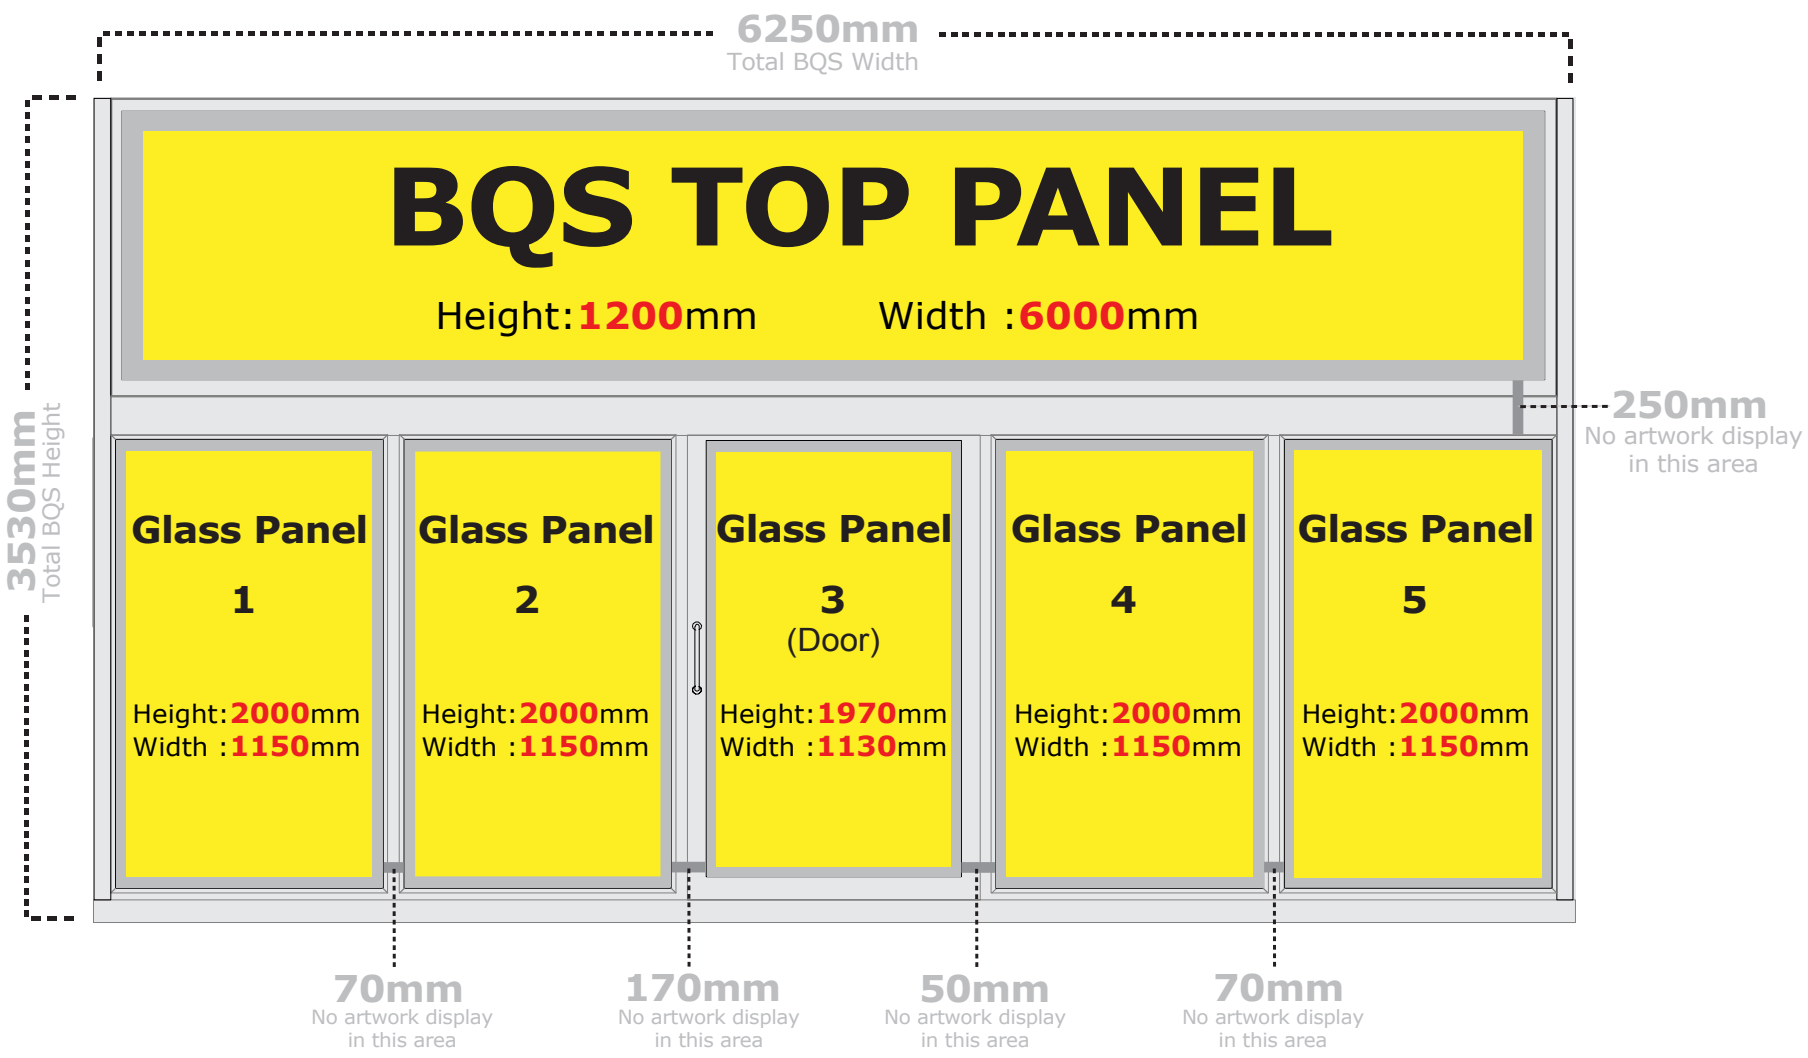 6250mm
Total BQS Width
BQS TOP PANEL
Height:1200mm Width :6000mm
3530mm
Total BQS Height
250mm
No artwork display
in this area
Glass Panel
1
Height:2000mm
Width :1150mm
Glass Panel
2
Height:2000mm
Width :1150mm
Glass Panel
3
(Door)
Height:1970mm
Width :1130mm
Glass Panel
4
Height:2000mm
Width :1150mm
Glass Panel
5
Height:2000mm
Width :1150mm
70mm
No artwork display
in this area
170mm
No artwork display
in this area
50mm
No artwork display
in this area
70mm
No artwork display
in this area